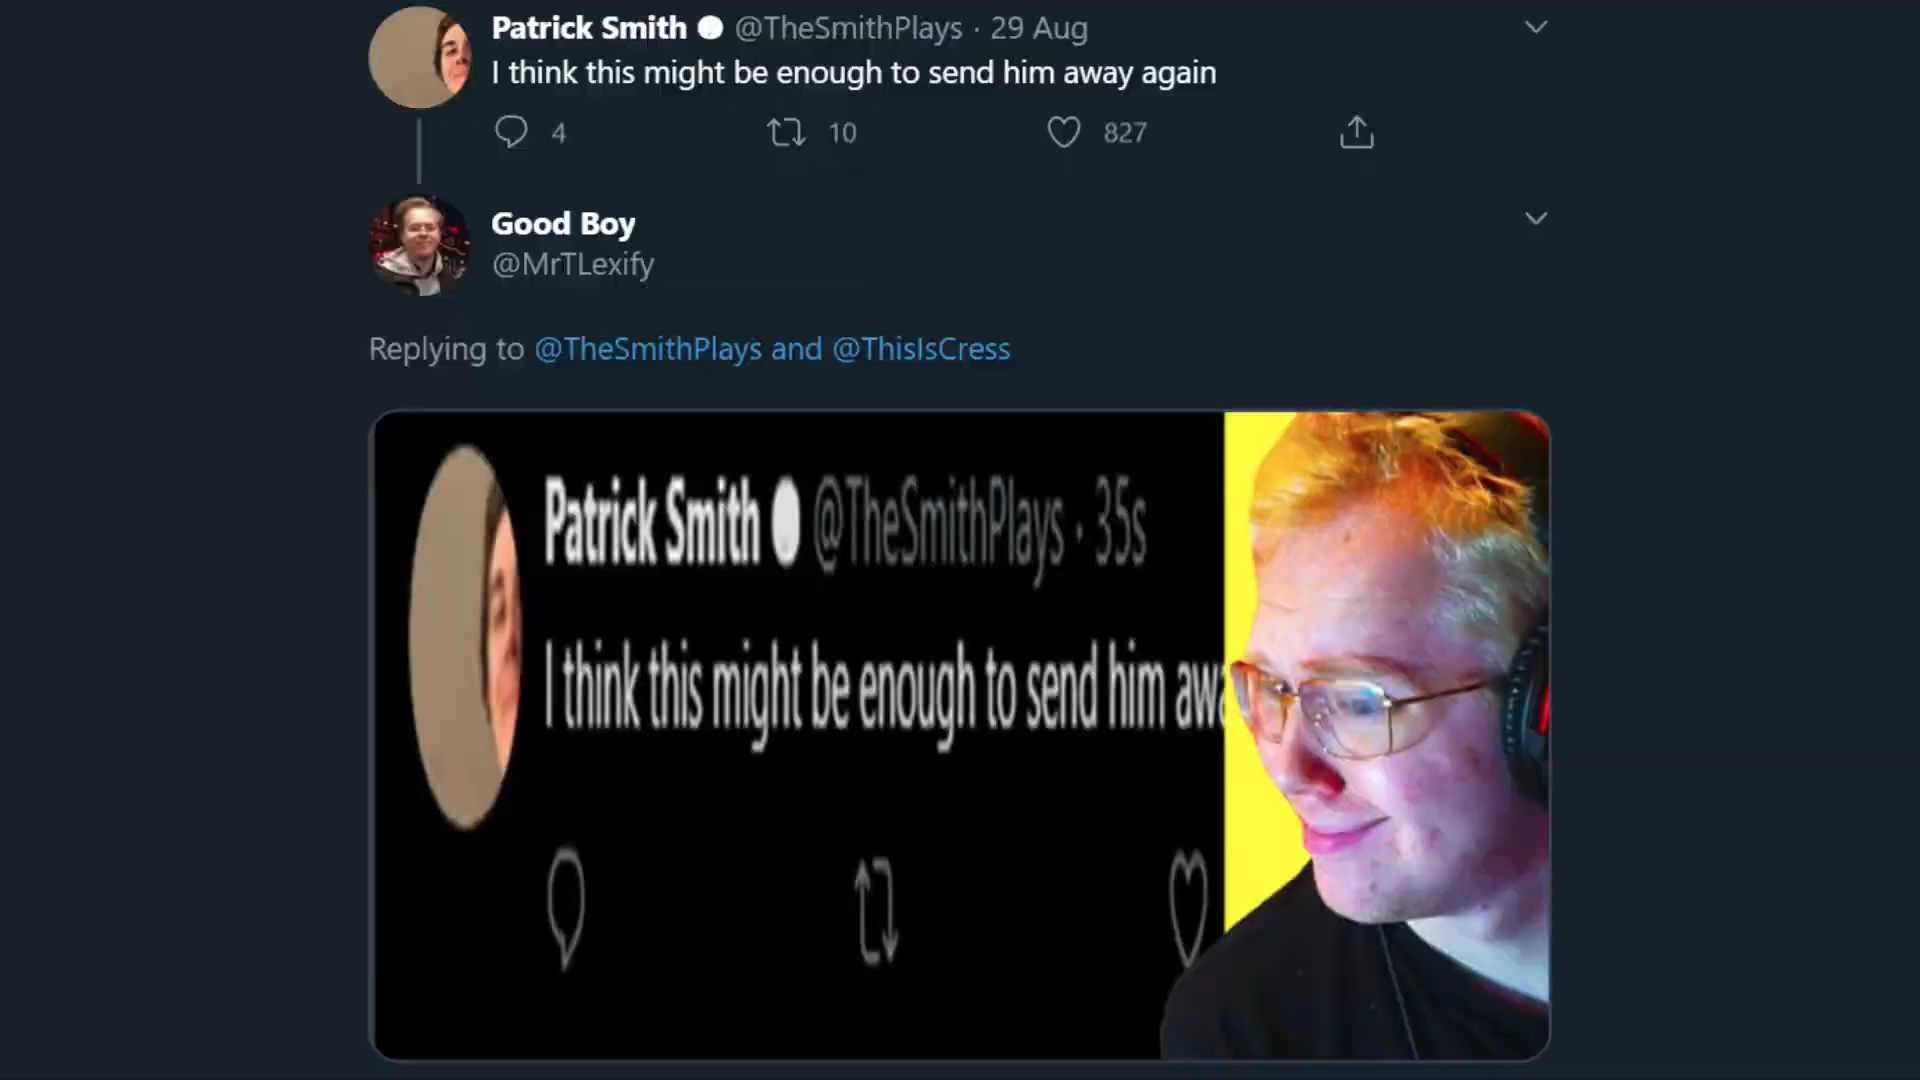 Patrick Smith @TheSmithPlays · 29 Aug
I think this might be enough to send him away again
4 10 827
Good Boy
@MrTLexify
Replying to @TheSmithPlays and @ThisIsCress
Patrick Smith @TheSmithPlays · 35s
I think this might be enough to send him awa